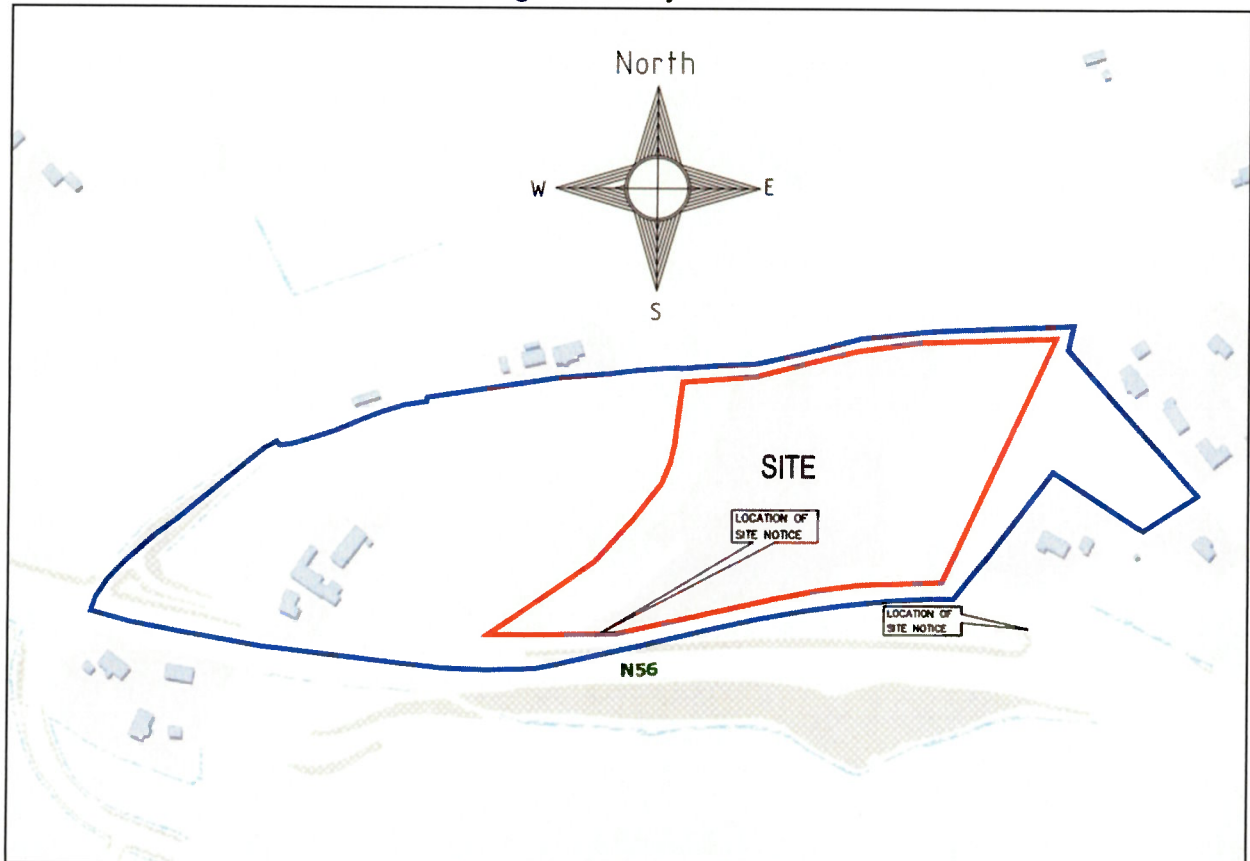 North
W
E
S
SITE
LOCATION OF
SITE NOTICE
LOCATION OF
SITE NOTICE
N56